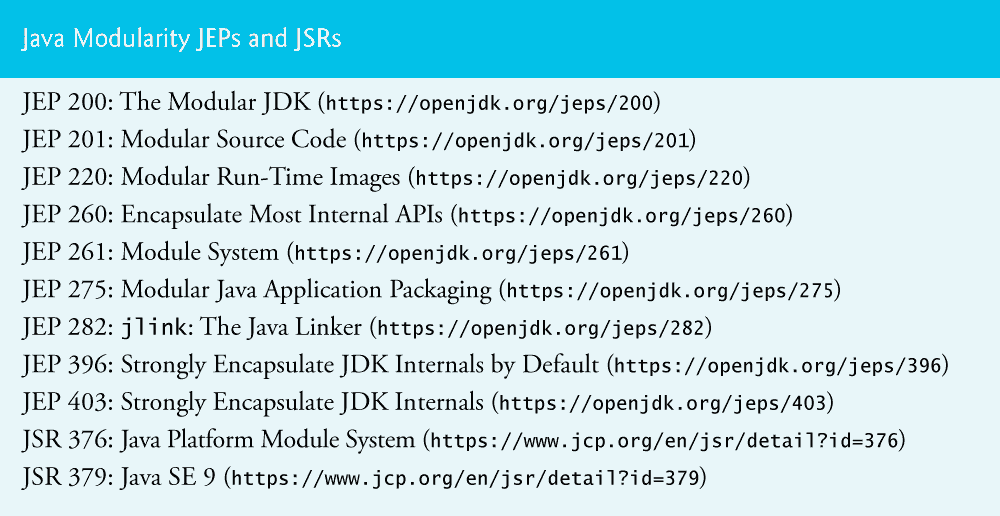 Java Modularity JEPs and JSRs
JEP 200: The Modular JDK (https://openjdk.org/jeps/200)
JEP 201: Modular Source Code (https://openjdk.org/jeps/201)
JEP 220: Modular Run-Time Images (https://openjdk.org/jeps/220)
JEP 260: Encapsulate Most Internal APIs (https://openjdk.org/jeps/260)
JEP 261: Module System (https://openjdk.org/jeps/261)
JEP 275: Modular Java Application Packaging (https://openjdk.org/jeps/275)
JEP 282: jlink: The Java Linker (https://openjdk.org/jeps/282)
JEP 396: Strongly Encapsulate JDK Internals by Default (https://openjdk.org/jeps/396)
JEP 403: Strongly Encapsulate JDK Internals (https://openjdk.org/jeps/403)
JSR 376: Java Platform Module System (https://www.jcp.org/en/jsr/detail?id=376)
JSR 379: Java SE 9 (https://www.jcp.org/en/jsr/detail?id=379)